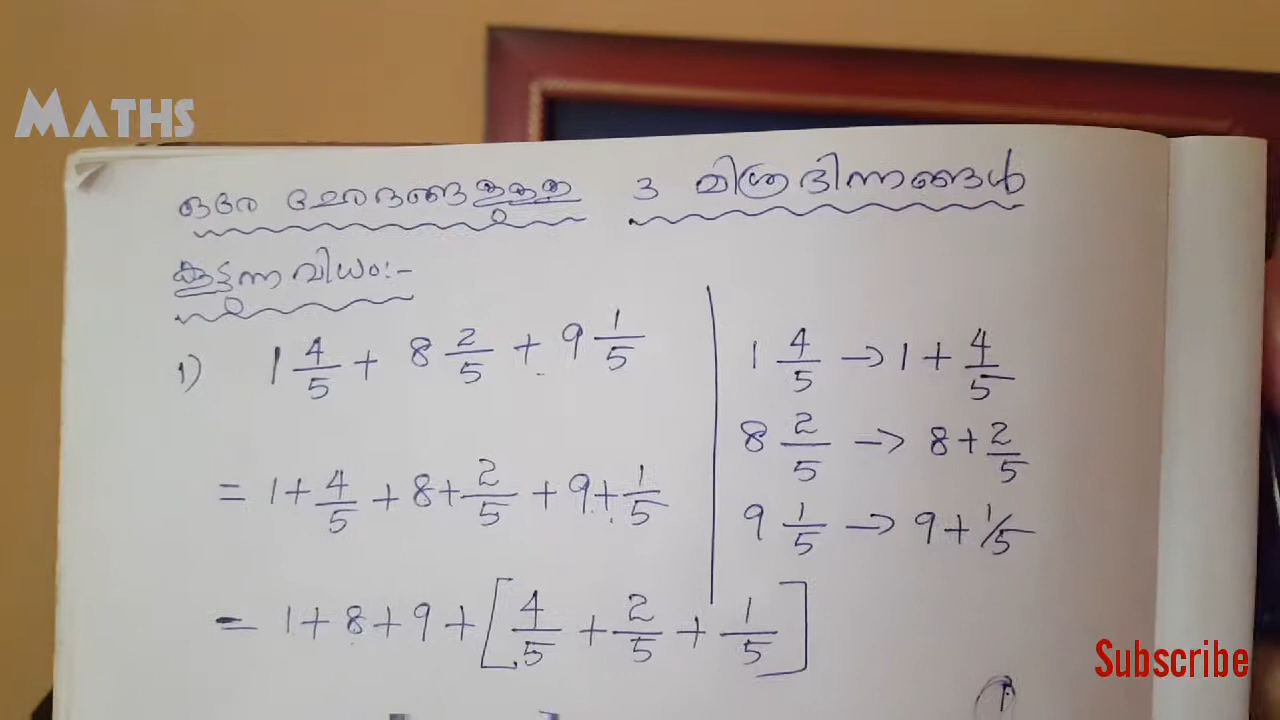 MATHS
ഒരേ ഛേദങ്ങളുള്ള 3 മിശ്രഭിന്നങ്ങൾ
കൂട്ടുന്ന വിധം:-
1) 1 4/5 + 8 2/5 + 9 1/5
= 1 + 4/5 + 8 + 2/5 + 9 + 1/5
= 1 + 8 + 9 + [4/5 + 2/5 + 1/5]
1 4/5 → 1 + 4/5
8 2/5 → 8 + 2/5
9 1/5 → 9 + 1/5
Subscribe